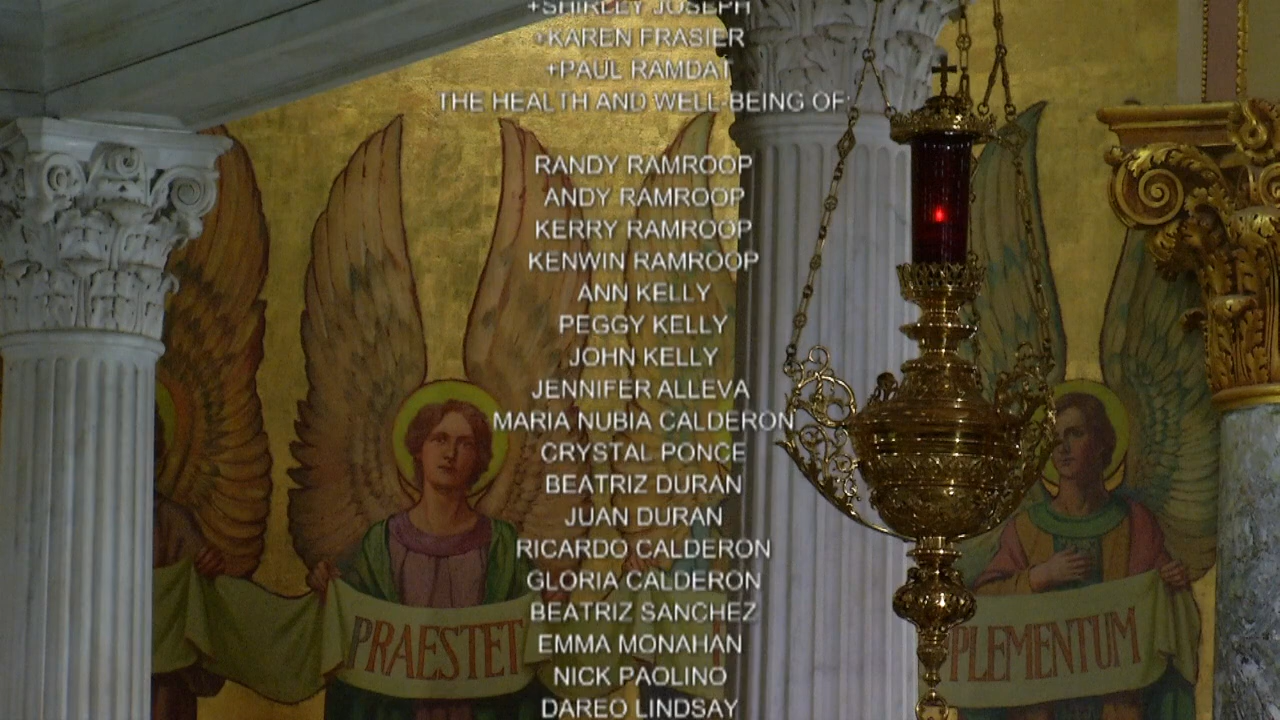 +SHIRLEY JOSEPH
+KAREN FRASIER
+PAUL RAMDAT
THE HEALTH AND WELL-BEING OF:
RANDY RAMROOP
ANDY RAMROOP
KERRY RAMROOP
KENWIN RAMROOP
ANN KELLY
PEGGY KELLY
JOHN KELLY
JENNIFER ALLEVA
MARIA NUBIA CALDERON
CRYSTAL PONCE
BEATRIZ DURAN
JUAN DURAN
RICARDO CALDERON
GLORIA CALDERON
BEATRIZ SANCHEZ
EMMA MONAHAN
NICK PAOLINO
DAREO LINDSAY
PRAESTET
PLEMENTUM